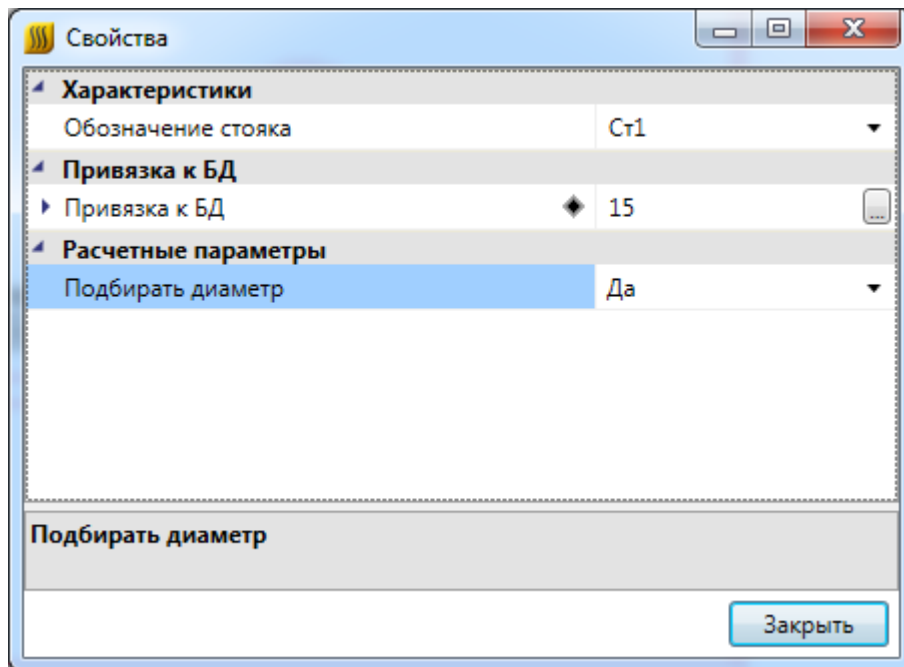 Свойства
Характеристики
Обозначение стояка Ст1
Привязка к БД
Привязка к БД 15 ...
Расчетные параметры
Подбирать диаметр Да
Подбирать диаметр
Закрыть